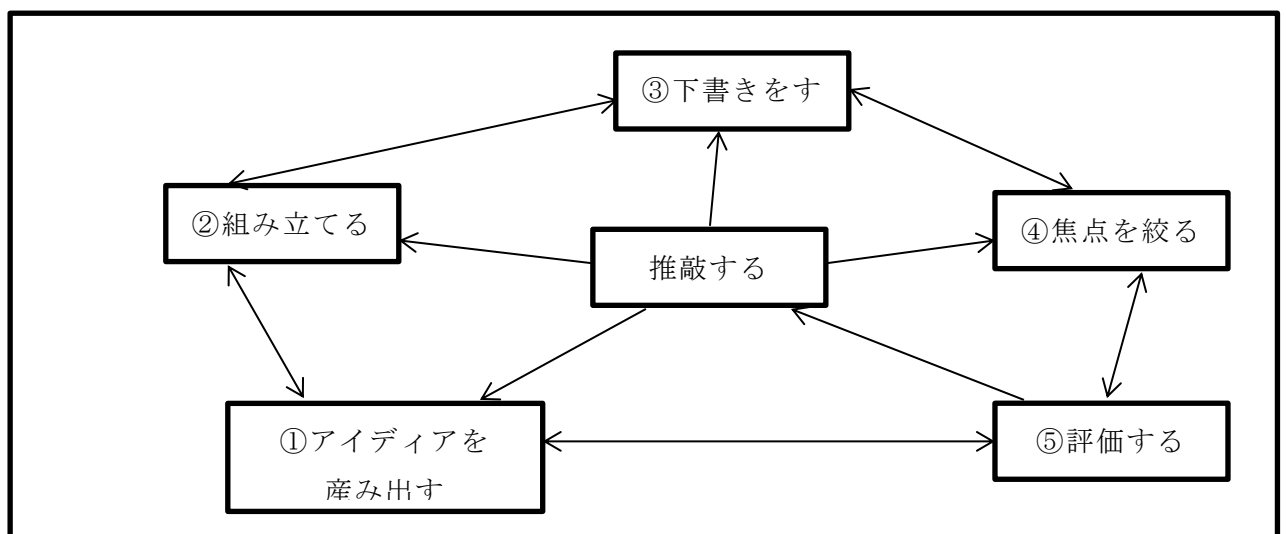 ③下書きをす
②組み立てる
④焦点を絞る
推敲する
①アイディアを
産み出す
⑤評価する